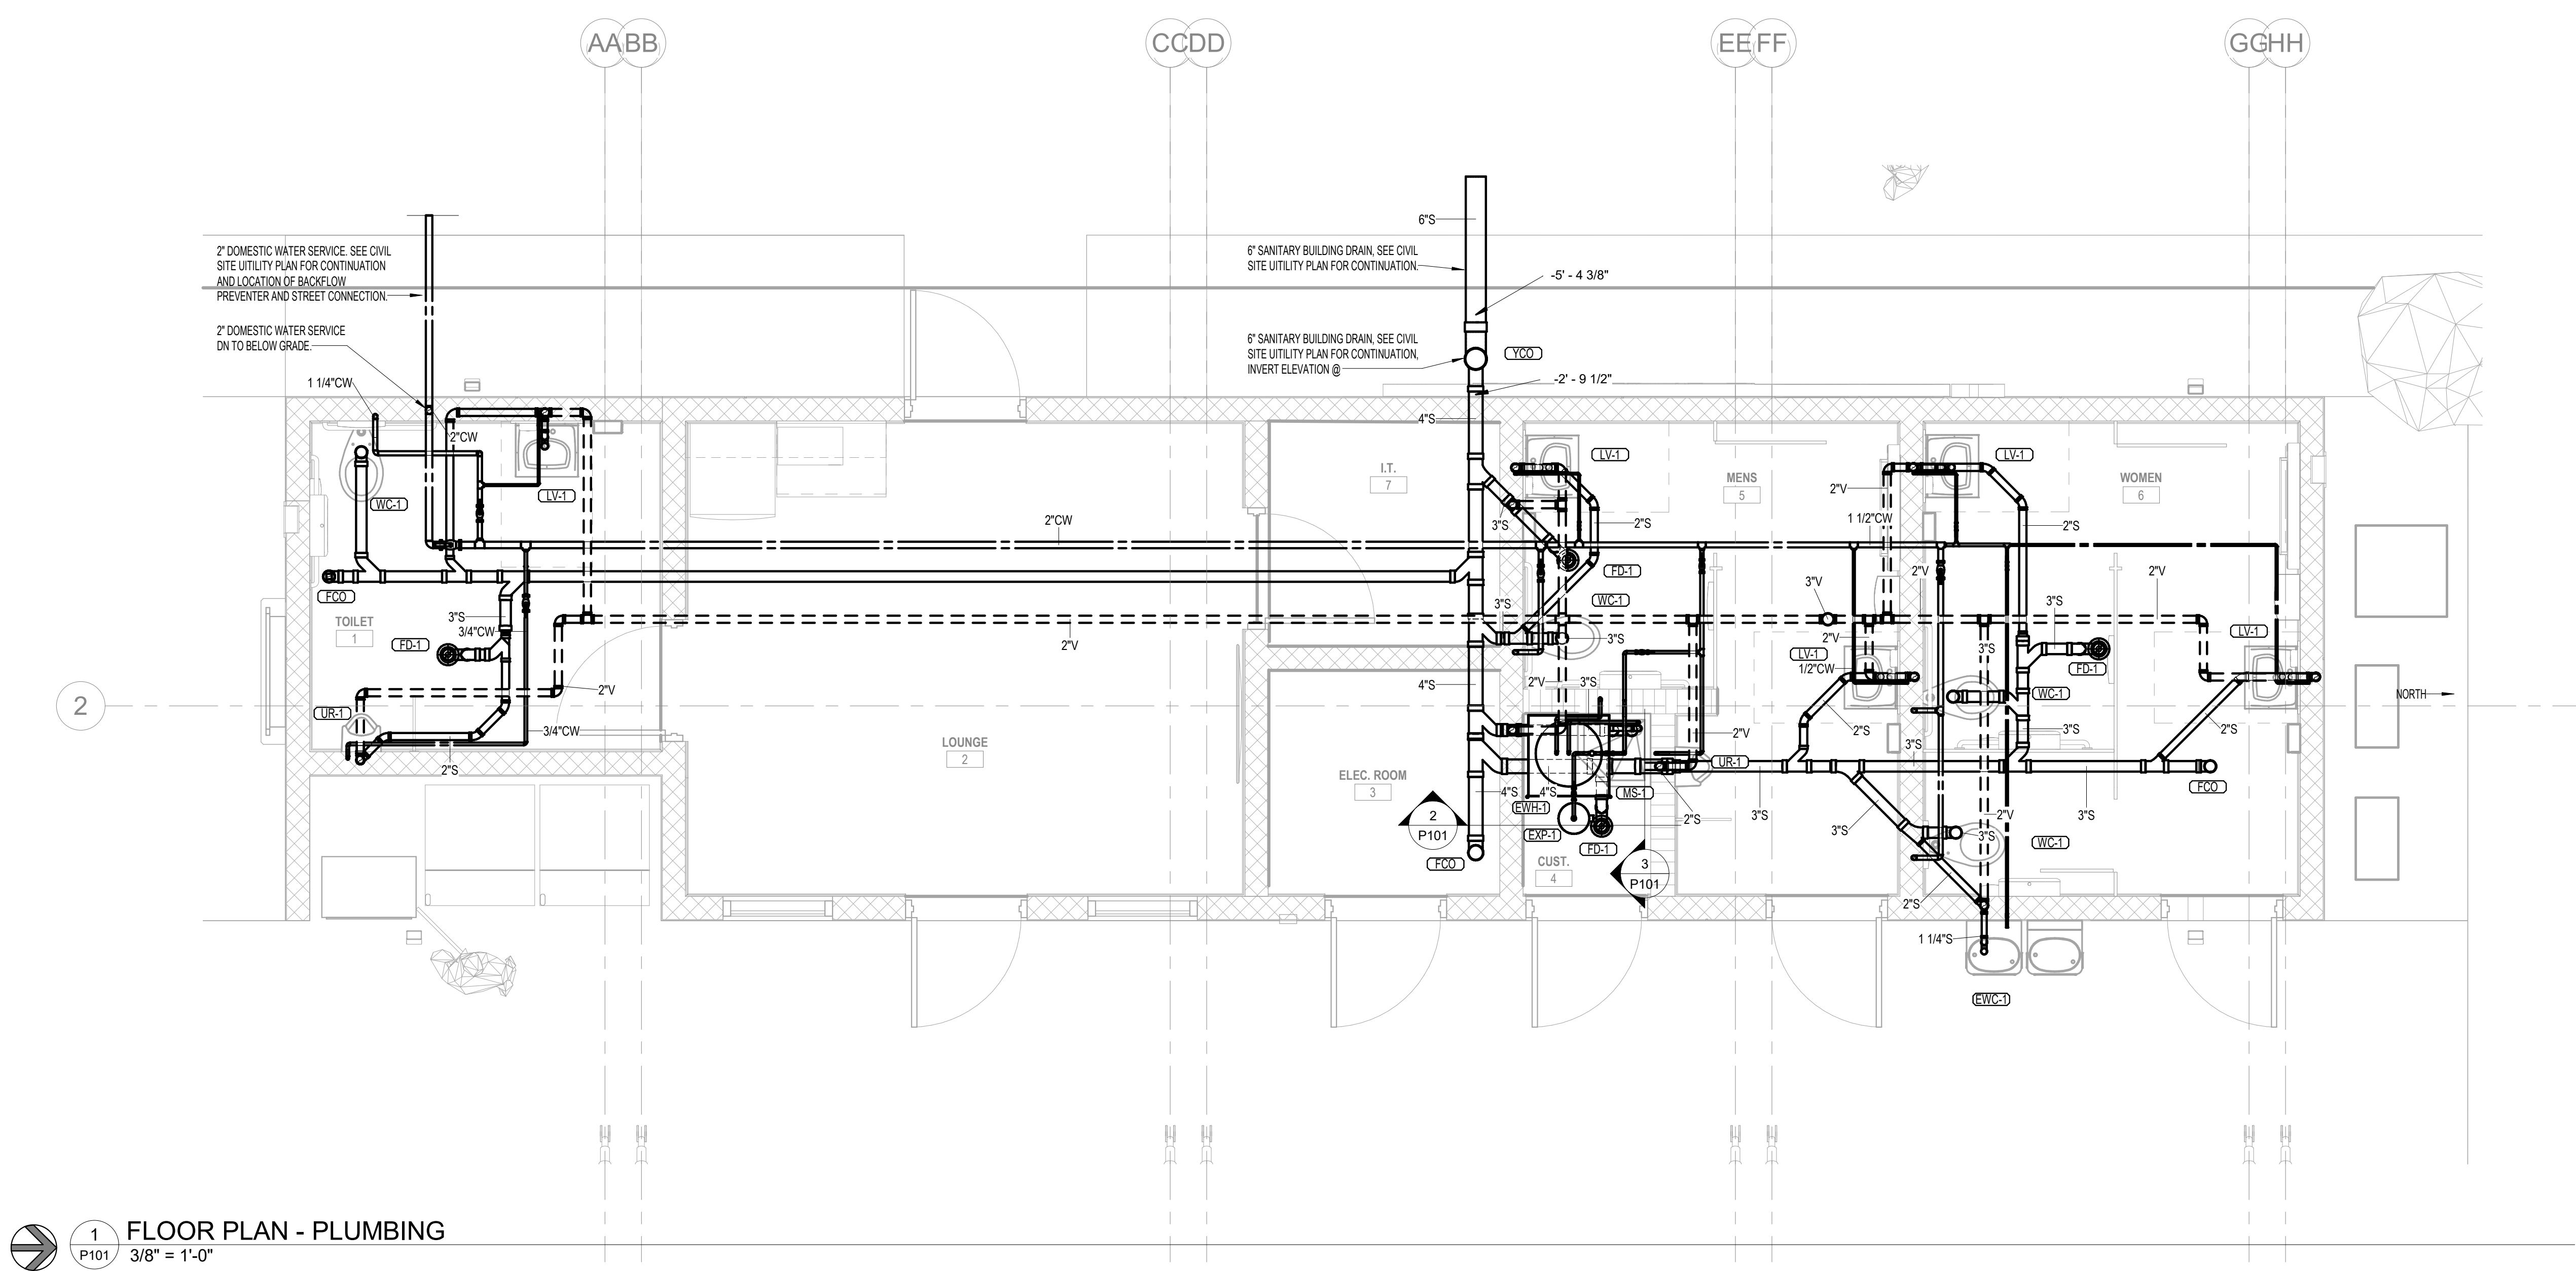 AA BB
CC DD
EE FF
GG HH
6"S
2" DOMESTIC WATER SERVICE. SEE CIVIL
SITE UITILITY PLAN FOR CONTINUATION
AND LOCATION OF BACKFLOW
PREVENTER AND STREET CONNECTION.
6" SANITARY BUILDING DRAIN, SEE CIVIL
SITE UITILITY PLAN FOR CONTINUATION.
-5' - 4 3/8"
2" DOMESTIC WATER SERVICE
DN TO BELOW GRADE.
6" SANITARY BUILDING DRAIN, SEE CIVIL
SITE UITILITY PLAN FOR CONTINUATION,
INVERT ELEVATION @
YCO
1 1/4"CW
-2' - 9 1/2"
4"S
2"CW
LV-1
LV-1
I.T.
7
MENS
5
WOMEN
6
WC-1
LV-1
2"V
2"CW
3"S
2"S
1 1/2"CW
2"S
FD-1
2"V
2"V
FCO
3"V
WC-1
3"S
3"S
TOILET
1
3"S
3/4"CW
2"V
3"S
2"V
LV-1
FD-1
LV-1
3"S
1/2"CW
FD-1
4"S
2"V
3"S
2"V
WC-1
NORTH
2
UR-1
3/4"CW
2"V
2"S
3"S
2"S
LOUNGE
2
3"S
2"S
UR-1
ELEC. ROOM
3
4"S
4"S
MS-1
FCO
EWH-1
2"S
3"S
2"V
3"S
2
P101
EXP-1
3"S
3"S
WC-1
FD-1
FCO
CUST.
4
3
P101
2"S
1 1/4"S
EWC-1
1
P101
FLOOR PLAN - PLUMBING
3/8" = 1'-0"